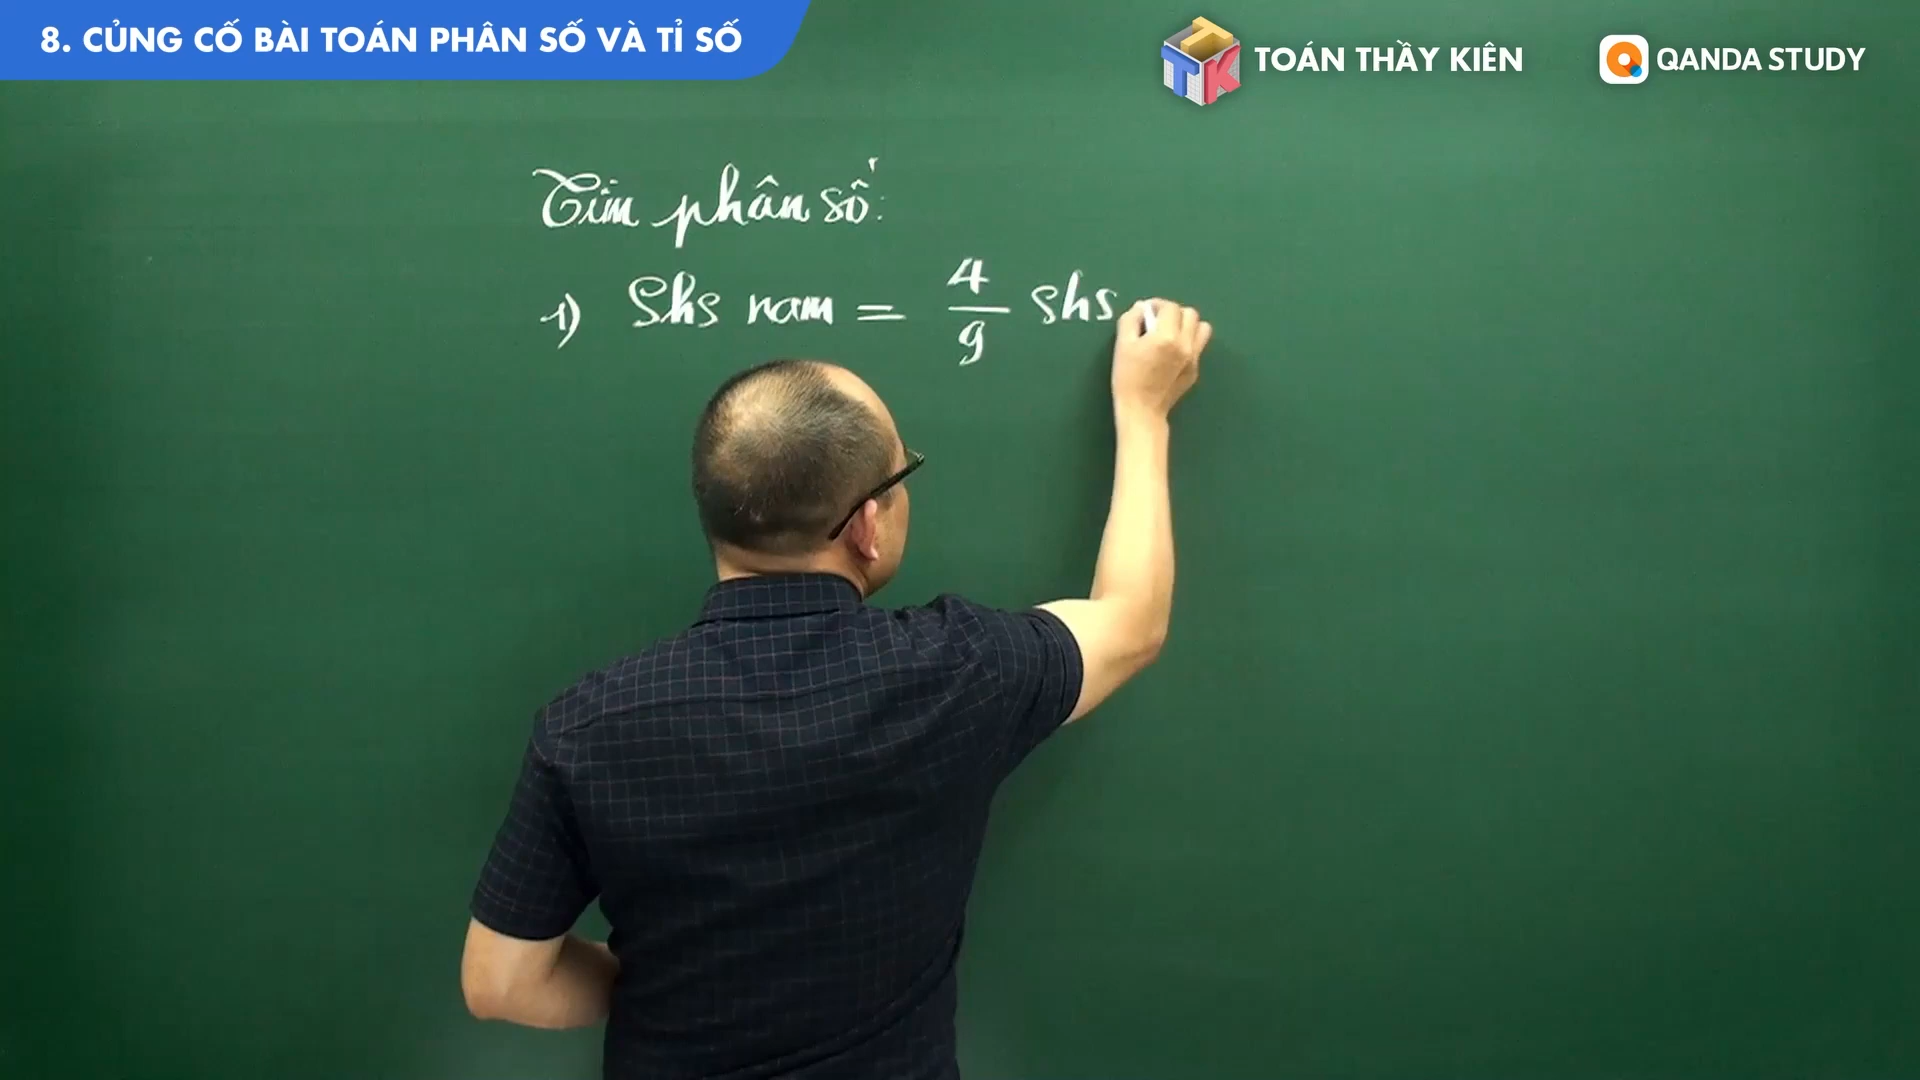 8. CỦNG CỐ BÀI TOÁN PHÂN SỐ VÀ TỈ SỐ
TTK TOÁN THẦY KIÊN
QANDA STUDY
Tìm phân số:
1) Shs nam = 4/9 shs